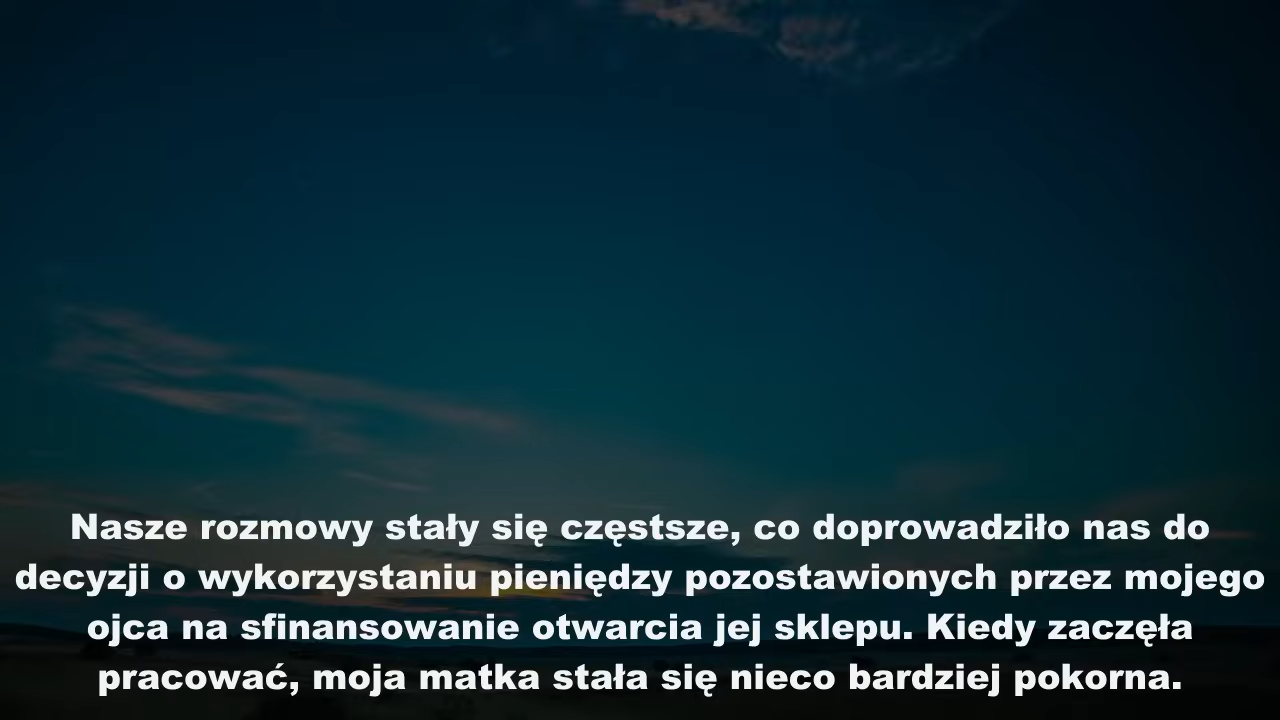 Nasze rozmowy stały się częstsze, co doprowadziło nas do
decyzji o wykorzystaniu pieniędzy pozostawionych przez mojego
ojca na sfinansowanie otwarcia jej sklepu. Kiedy zaczęła
pracować, moja matka stała się nieco bardziej pokorna.